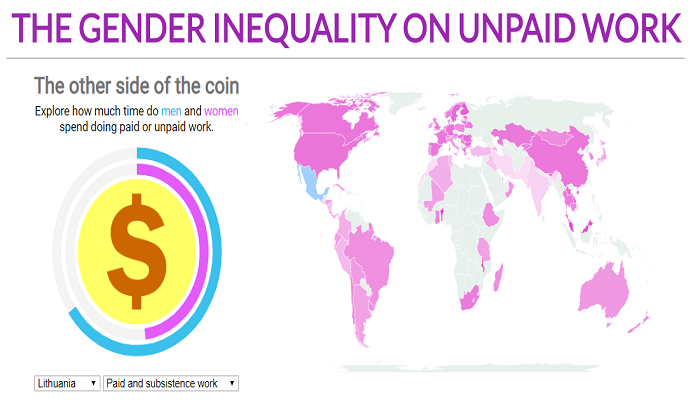 THE GENDER INEQUALITY ON UNPAID WORK
The other side of the coin
Explore how much time do men and women
spend doing paid or unpaid work.
$
Lithuania
Paid and subsistence work